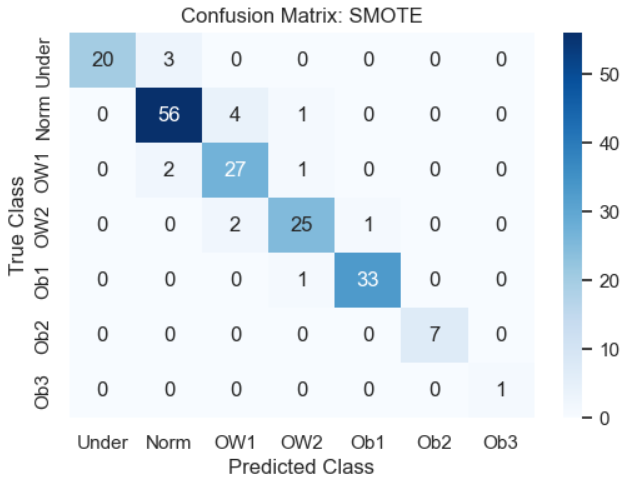 Confusion Matrix: SMOTE
True Class
Under 20 3 0 0 0 0 0
Norm 0 56 4 1 0 0 0
OW1 0 2 27 1 0 0 0
OW2 0 0 2 25 1 0 0
Ob1 0 0 0 1 33 0 0
Ob2 0 0 0 0 0 7 0
Ob3 0 0 0 0 0 0 1
Under Norm OW1 OW2 Ob1 Ob2 Ob3
Predicted Class
50
40
30
20
10
0